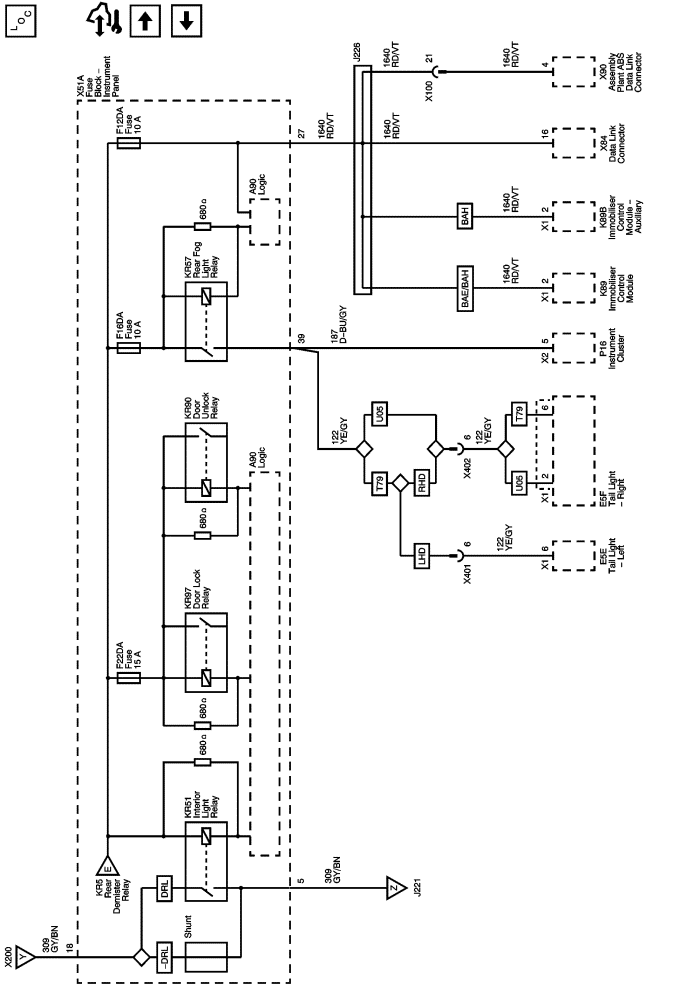 LOC
X51A
Fuse
Block –
Instrument
Panel
F12DA
Fuse
10 A
27
1640
RD/VT
J226
1640
RD/VT
21
X100
1640
RD/VT
4
X90
Assembly
Plant ABS
Data Link
Connector
1640
RD/VT
16
X84
Data Link
Connector
A90
Logic
680Ω
KR57
Rear Fog
Light
Relay
BAH
1640
RD/VT
X1
2
K89B
Immobiliser
Control
Module –
Auxiliary
BAE/BAH
1640
RD/VT
X1
2
K89
Immobiliser
Control
Module
F16DA
Fuse
10 A
39
187
D-BU/GY
X2
5
P16
Instrument
Cluster
KR90
Door
Unlock
Relay
A90
Logic
680Ω
122
YE/GY
U05
T79
RHD
6
X402
122
YE/GY
T79
U05
6
X1
2
E5F
Tail Light
– Right
LHD
6
X401
122
YE/GY
X1
6
E5E
Tail Light
– Left
KR97
Door Lock
Relay
F22DA
Fuse
15 A
680Ω
680Ω
KR51
Interior
Light
Relay
E
KR5
Rear
Demister
Relay
DRL
5
309
GY/BN
Z
J221
Shunt
–DRL
18
309
GY/BN
Y
X200